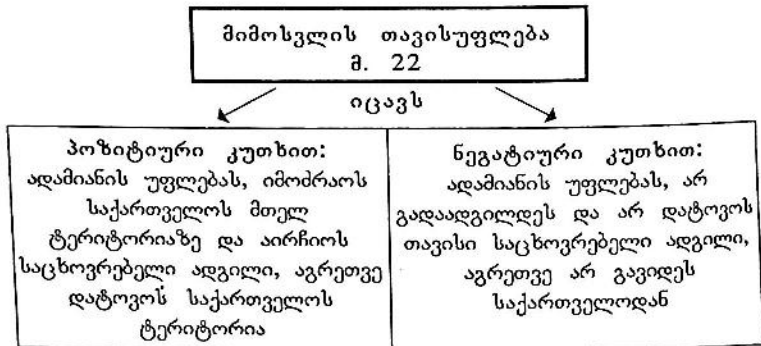 მიმოსვლის თავისუფლება
მ. 22
იცავს
პოზიტიური კუთხით:
ადამიანის უფლებას, იმოძრაოს
საქართველოს მთელ
ტერიტორიაზე და აირჩიოს
საცხოვრებელი ადგილი, აგრეთვე
დატოვოს საქართველოს
ტერიტორია
ნეგატიური კუთხით:
ადამიანის უფლებას, არ
გადაადგილდეს და არ დატოვოს
თავისი საცხოვრებელი ადგილი,
აგრეთვე არ გავიდეს
საქართველოდან